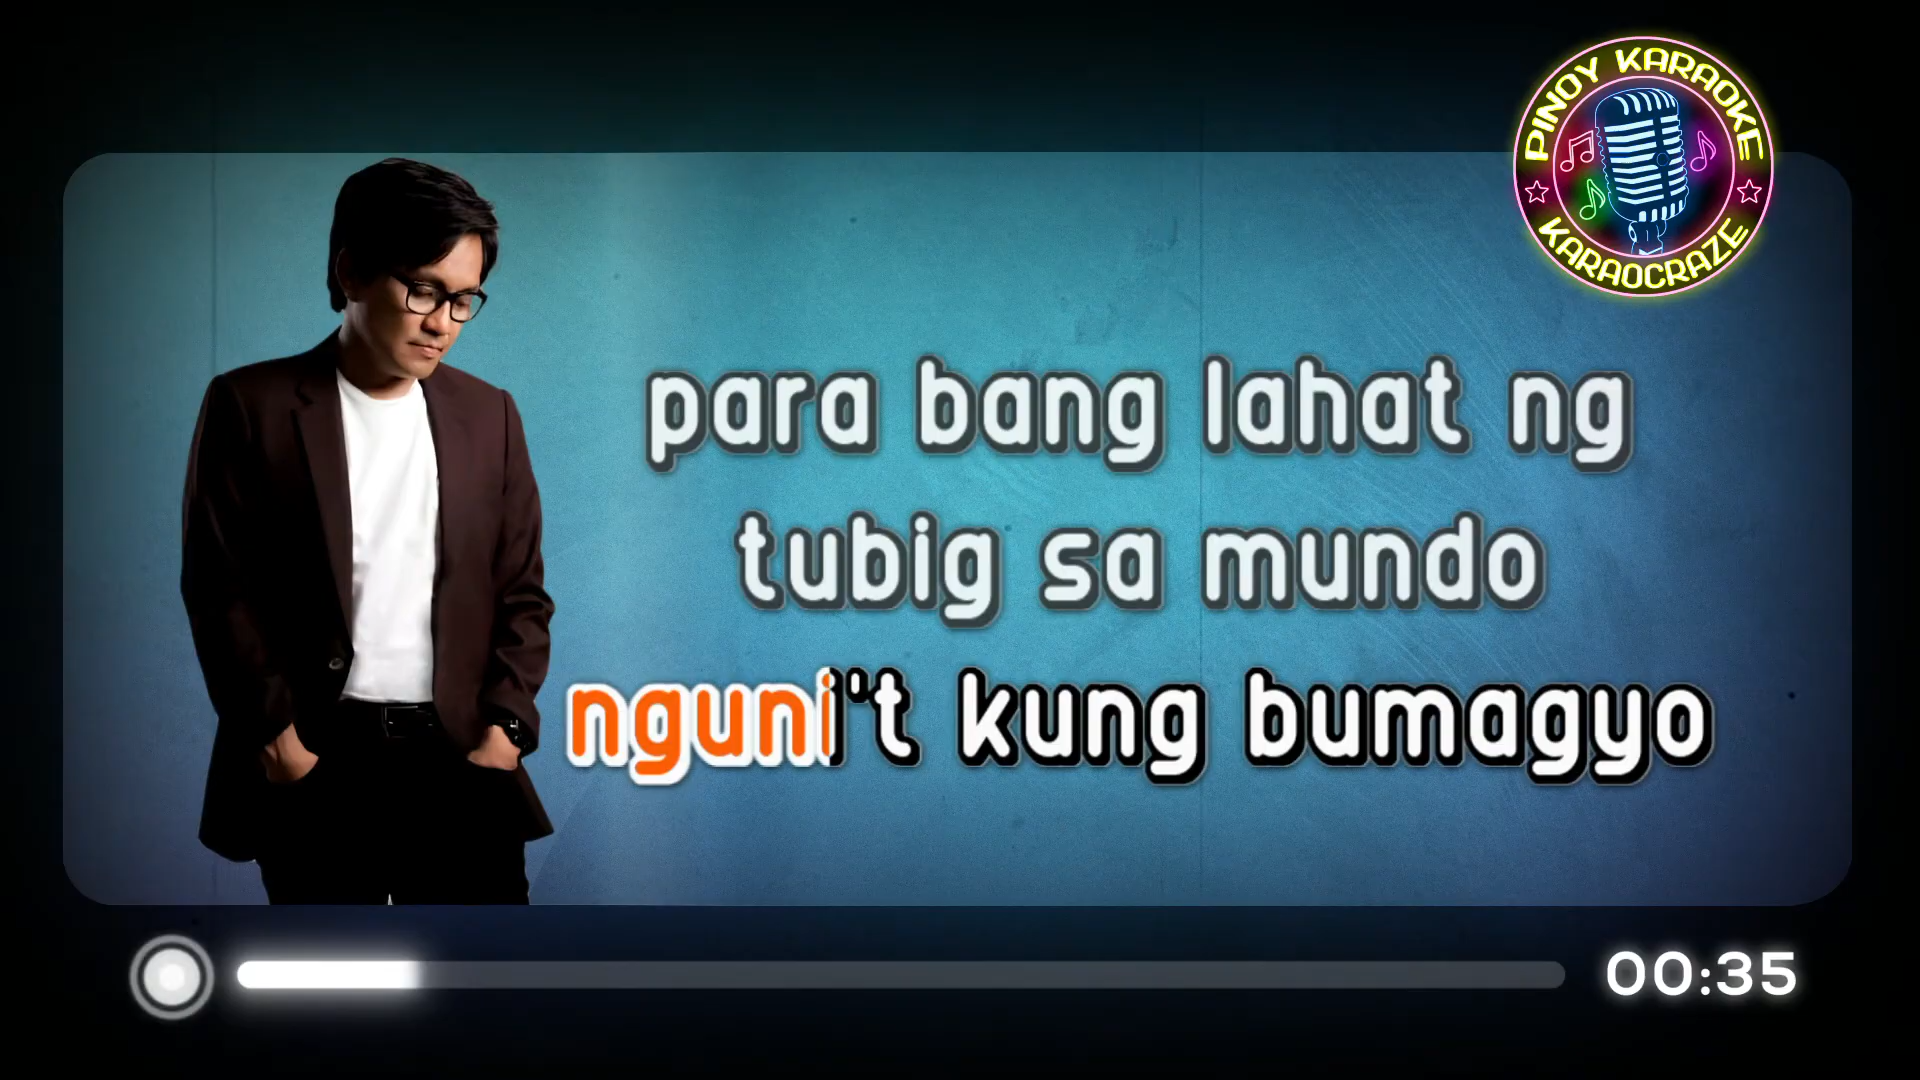 PINOY KARAOKE
KARAOCRAZE
para bang lahat ng
tubig sa mundo
nguni't kung bumagyo
00:35